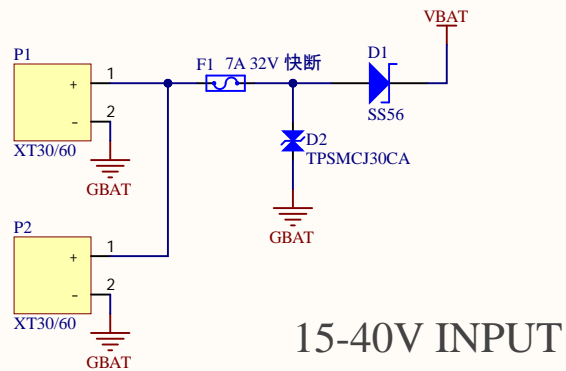 VBAT
P1
F1 7A 32V 快断
D1
1
+
2
-
SS56
XT30/60
D2
TPSMCJ30CA
GBAT
GBAT
P2
1
+
2
-
XT30/60
GBAT
15-40V INPUT